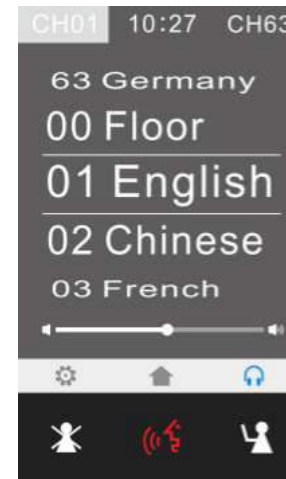 CH01 10:27 CH63
63 Germany
00 Floor
01 English
02 Chinese
03 French